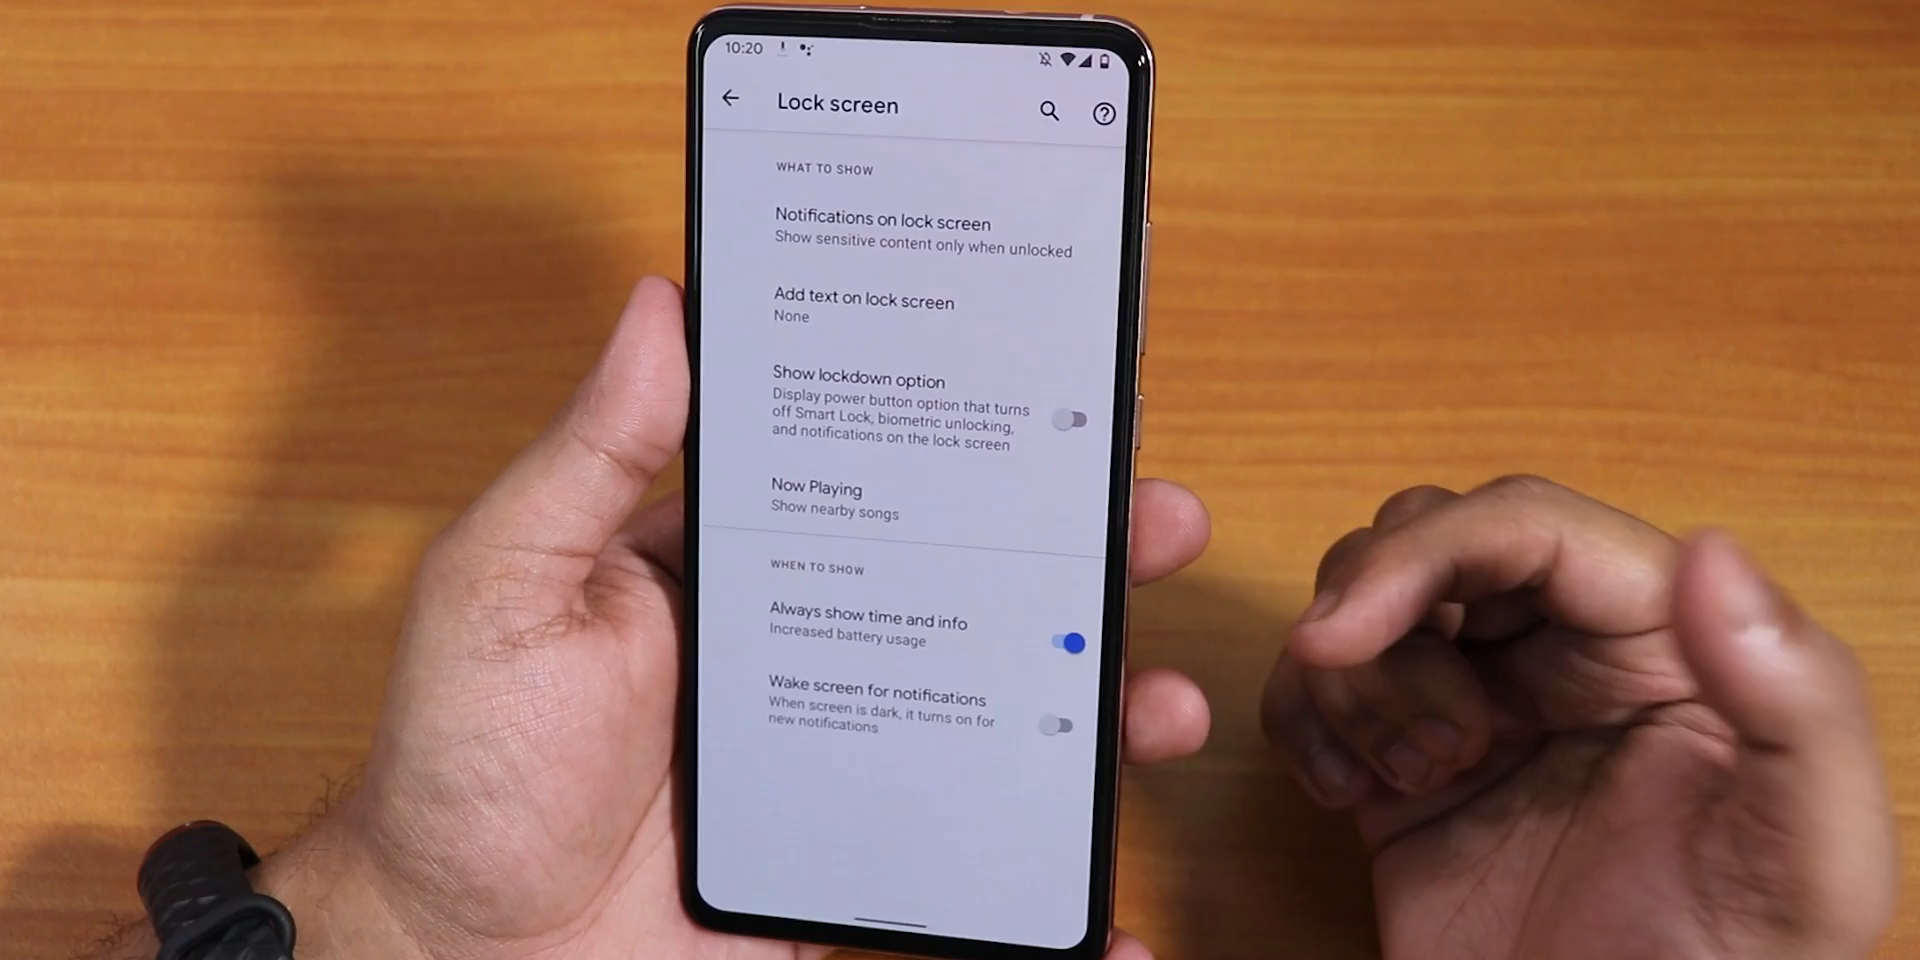 10:20
Lock screen
WHAT TO SHOW
Notifications on lock screen
Show sensitive content only when unlocked
Add text on lock screen
None
Show lockdown option
Display power button option that turns
off Smart Lock, biometric unlocking,
and notifications on the lock screen
Now Playing
Show nearby songs
WHEN TO SHOW
Always show time and info
Increased battery usage
Wake screen for notifications
When screen is dark, it turns on for
new notifications